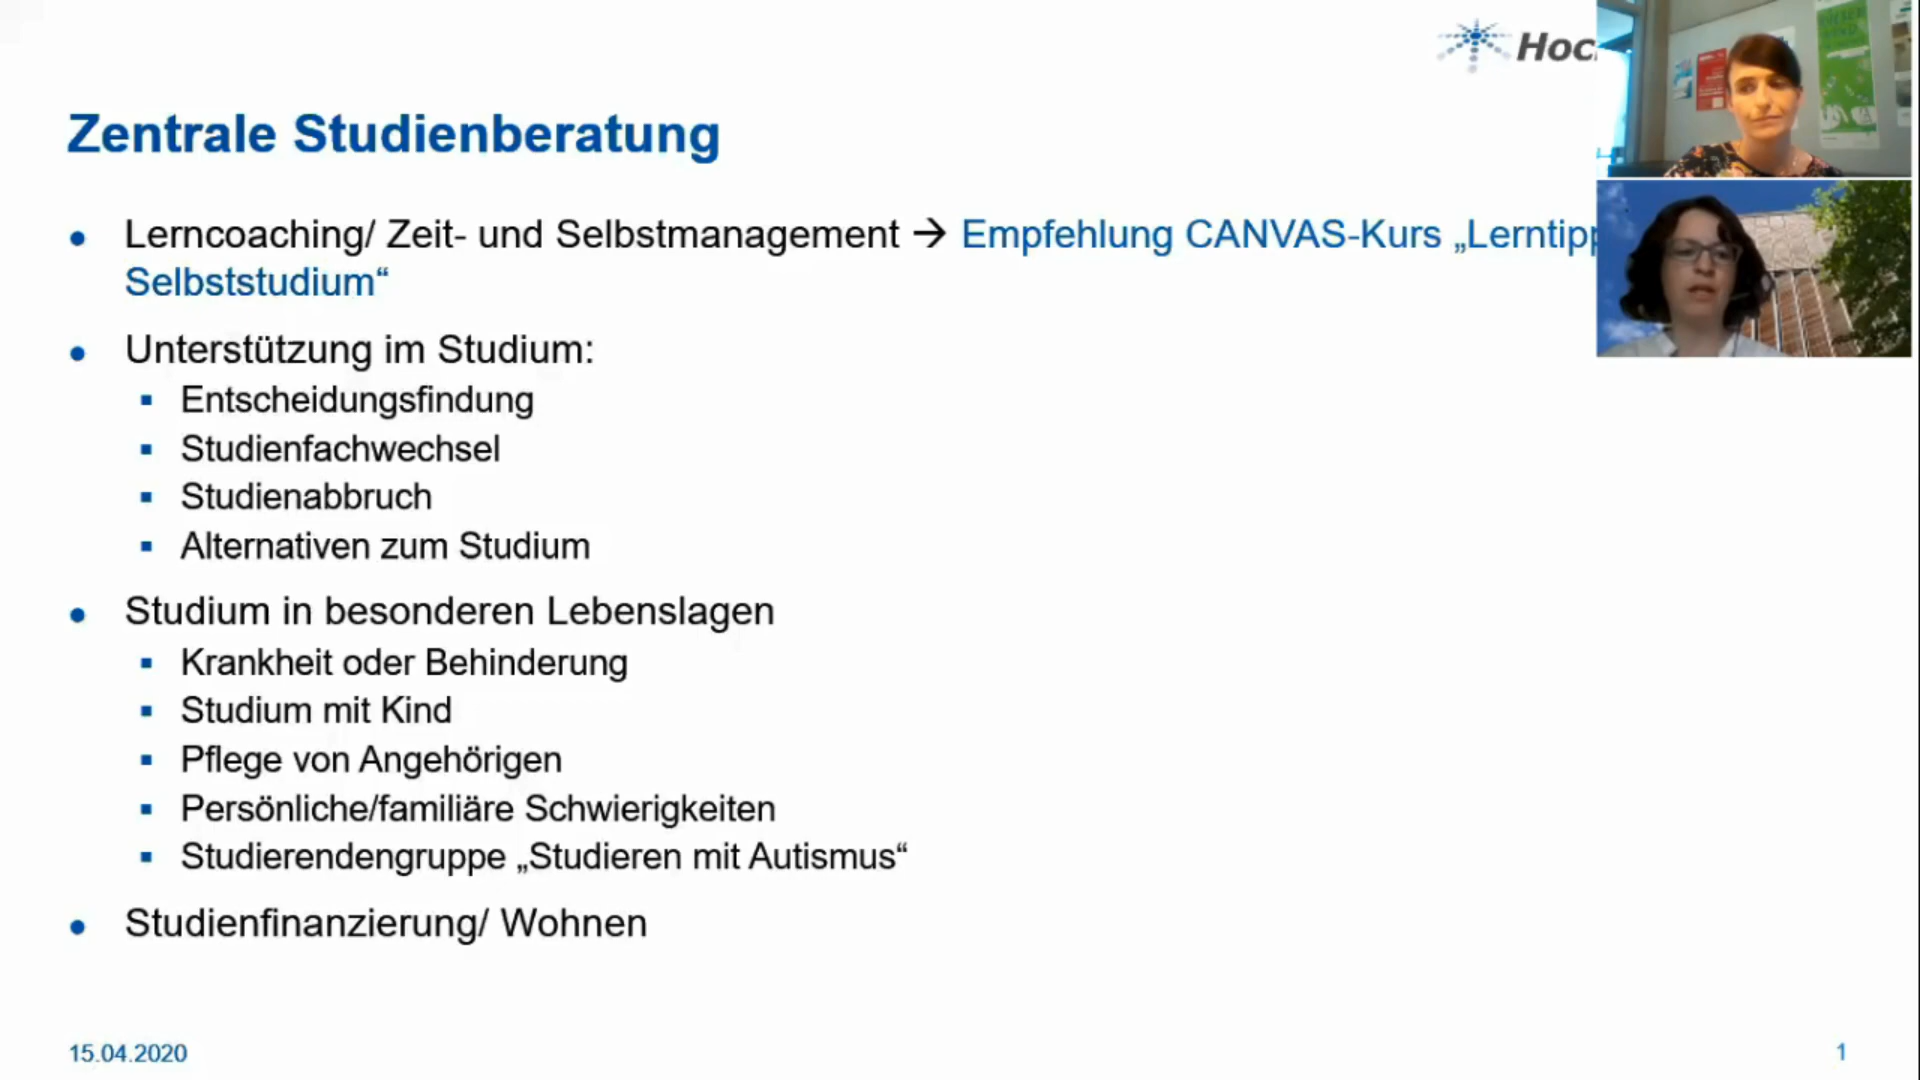 Zentrale Studienberatung
• Lerncoaching/ Zeit- und Selbstmanagement → Empfehlung CANVAS-Kurs
Selbststudium“
• Unterstützung im Studium:
▪ Entscheidungsfindung
▪ Studienfachwechsel
▪ Studienabbruch
▪ Alternativen zum Studium
• Studium in besonderen Lebenslagen
▪ Krankheit oder Behinderung
▪ Studium mit Kind
▪ Pflege von Angehörigen
▪ Persönliche/familiäre Schwierigkeiten
▪ Studierendengruppe „Studieren mit Autismus“
• Studienfinanzierung/ Wohnen
15.04.2020
1